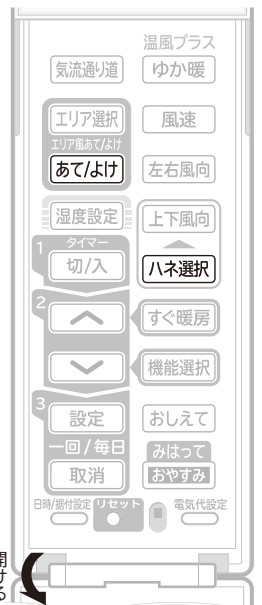 温風プラス
気流通り道
ゆか暖
エリア選択
風速
エリア風あて/よけ
あて/よけ
左右風向
湿度設定
上下風向
1
タイマー
切/入
ハネ選択
2
すぐ暖房
機能選択
3
設定
おしえて
一回/毎日
みはって
取消
おやすみ
日時/据付設定
リセット
電気代設定
開ける